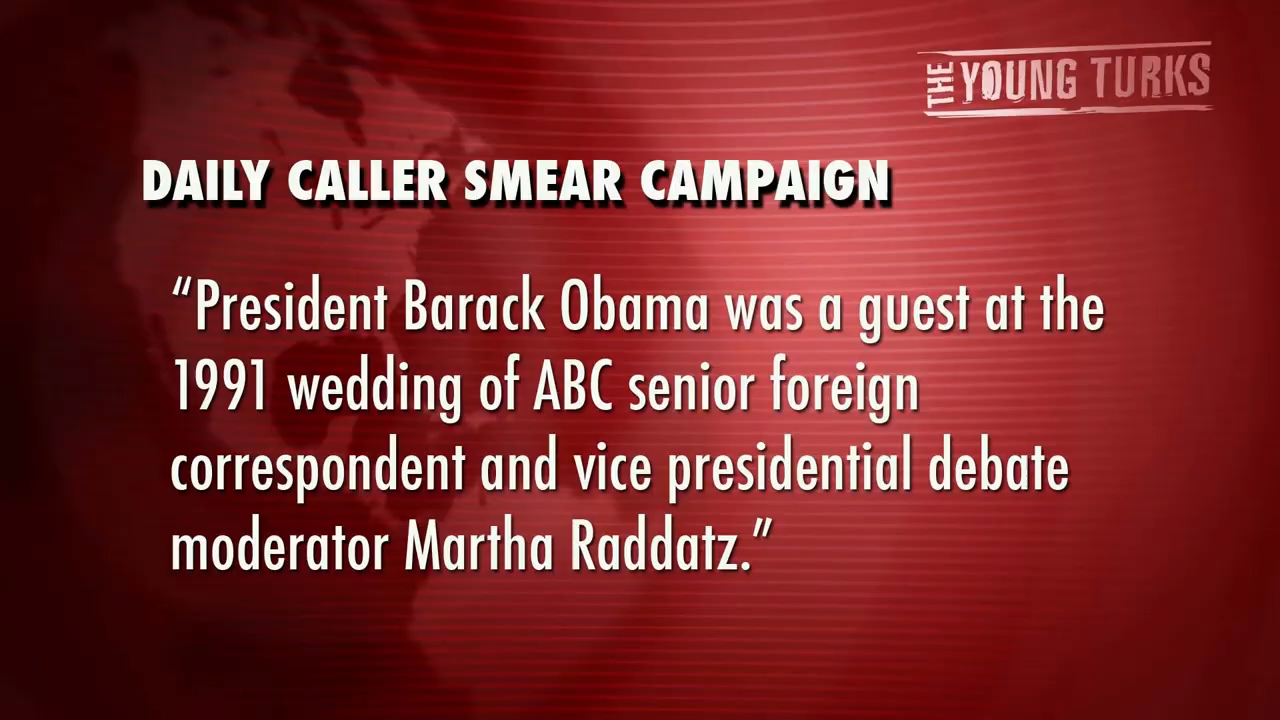 THE YOUNG TURKS
DAILY CALLER SMEAR CAMPAIGN
“President Barack Obama was a guest at the
1991 wedding of ABC senior foreign
correspondent and vice presidential debate
moderator Martha Raddatz.”